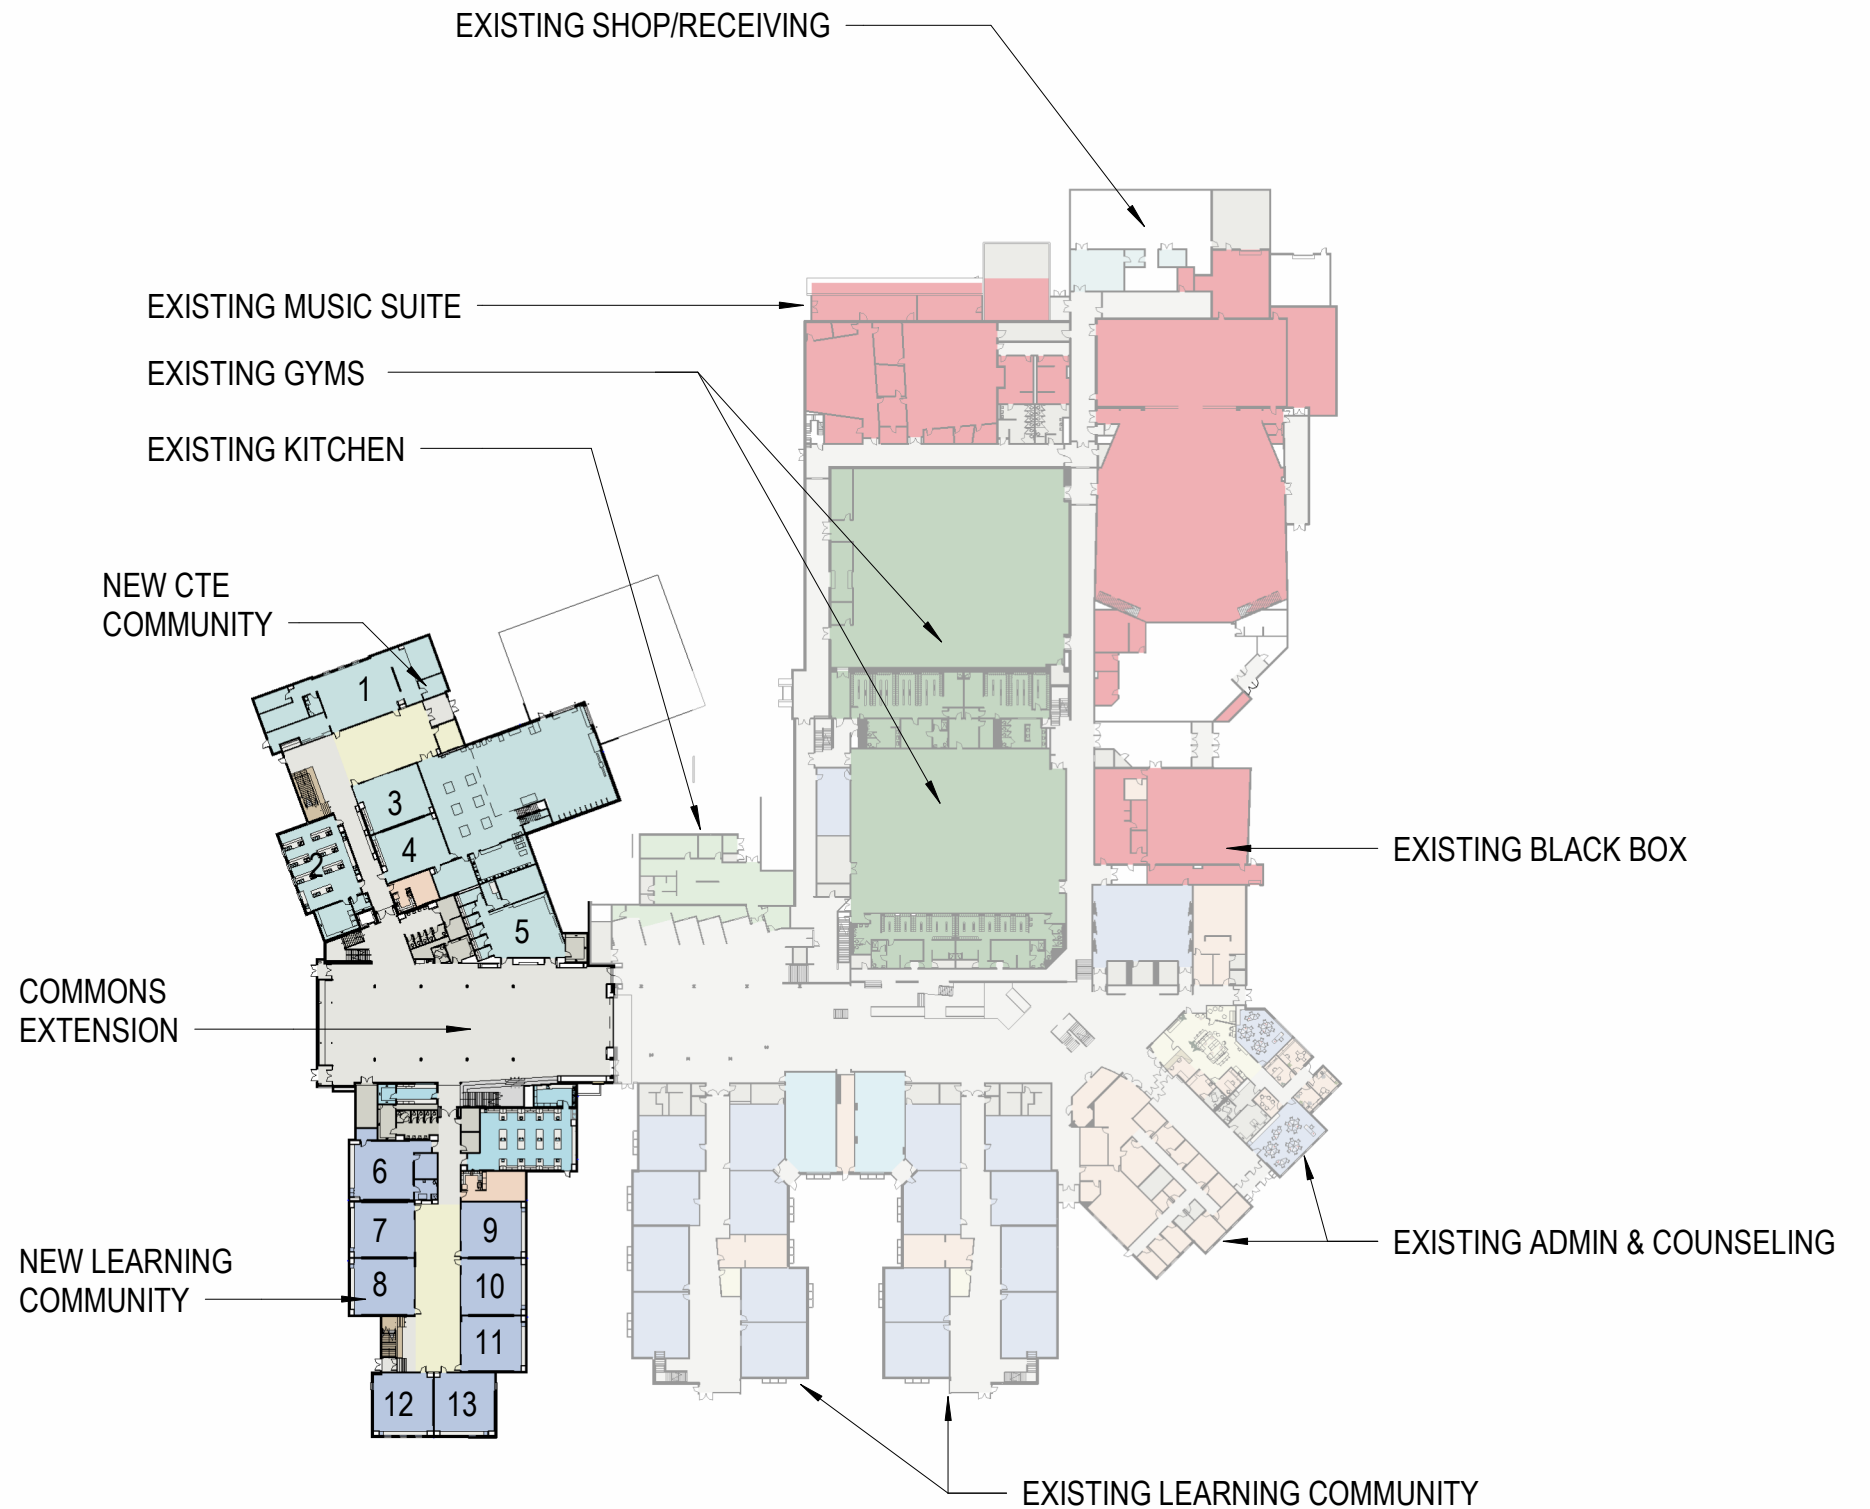 EXISTING SHOP/RECEIVING
EXISTING MUSIC SUITE
EXISTING GYMS
EXISTING KITCHEN
NEW CTE
COMMUNITY
1
3
4
2
5
COMMONS
EXTENSION
EXISTING BLACK BOX
6
7
9
8
10
11
12
13
NEW LEARNING
COMMUNITY
EXISTING ADMIN & COUNSELING
EXISTING LEARNING COMMUNITY